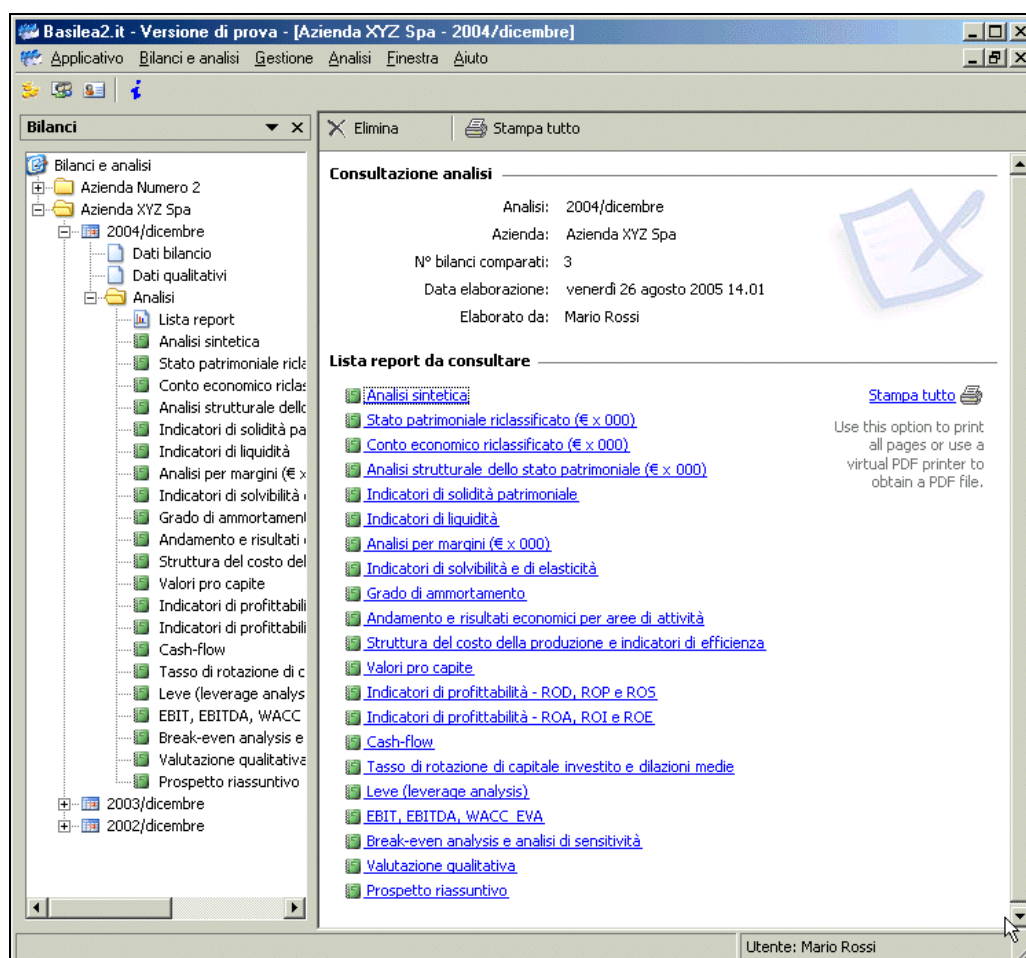 Basilea2.it - Versione di prova - [Azienda XYZ Spa - 2004/dicembre]
Applicativo Bilanci e analisi Gestione Analisi Finestra Aiuto
Bilanci
Bilanci e analisi
Azienda Numero 2
Azienda XYZ Spa
2004/dicembre
Dati bilancio
Dati qualitativi
Analisi
Lista report
Analisi sintetica
Stato patrimoniale ricla
Conto economico riclas
Analisi strutturale dello
Indicatori di solidità pa
Indicatori di liquidità
Analisi per margini (€ x
Indicatori di solvibilità
Grado di ammortament
Andamento e risultati
Struttura del costo del
Valori pro capite
Indicatori di profittabili
Indicatori di profittabili
Cash-flow
Tasso di rotazione di c
Leve (leverage analys
EBIT, EBITDA, WACC
Break-even analysis e
Valutazione qualitativa
Prospetto riassuntivo
2003/dicembre
2002/dicembre
Elimina Stampa tutto
Consultazione analisi
Analisi: 2004/dicembre
Azienda: Azienda XYZ Spa
N° bilanci comparati: 3
Data elaborazione: venerdì 26 agosto 2005 14.01
Elaborato da: Mario Rossi
Lista report da consultare
Analisi sintetica
Stato patrimoniale riclassificato (€ x 000)
Conto economico riclassificato (€ x 000)
Analisi strutturale dello stato patrimoniale (€ x 000)
Indicatori di solidità patrimoniale
Indicatori di liquidità
Analisi per margini (€ x 000)
Indicatori di solvibilità e di elasticità
Grado di ammortamento
Andamento e risultati economici per aree di attività
Struttura del costo della produzione e indicatori di efficienza
Valori pro capite
Indicatori di profittabilità - ROD, ROP e ROS
Indicatori di profittabilità - ROA, ROI e ROE
Cash-flow
Tasso di rotazione di capitale investito e dilazioni medie
Leve (leverage analysis)
EBIT, EBITDA, WACC EVA
Break-even analysis e analisi di sensitività
Valutazione qualitativa
Prospetto riassuntivo
Stampa tutto
Use this option to print
all pages or use a
virtual PDF printer to
obtain a PDF file.
Utente: Mario Rossi